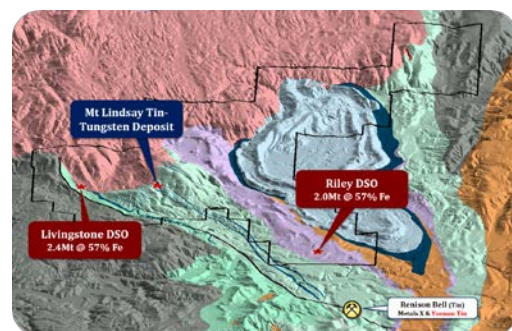 Mt Lindsay Tin-
Tungsten Deposit
Riley DSO
2.0Mt @ 57% Fe
Livingstone DSO
2.4Mt @ 57% Fe
Renison Bell (Tin)
Metals X & Yunnan Tin